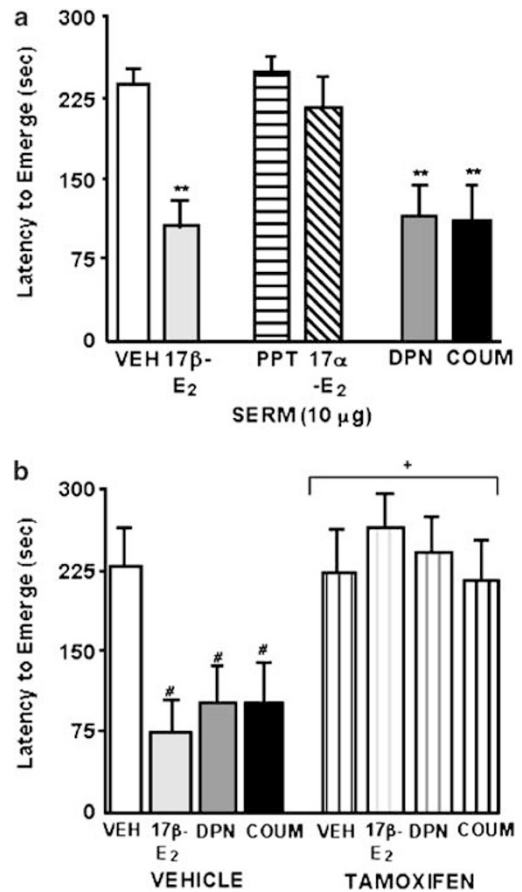 a
Latency to Emerge (sec)
300
225
150
75
0
**
**
**
VEH 17β-E₂ PPT 17α-E₂ DPN COUM
SERM (10 µg)
b
Latency to Emerge (sec)
300
225
150
75
0
#
#
#
+
VEH 17β-E₂ DPN COUM VEH 17β-E₂ DPN COUM
VEHICLE TAMOXIFEN